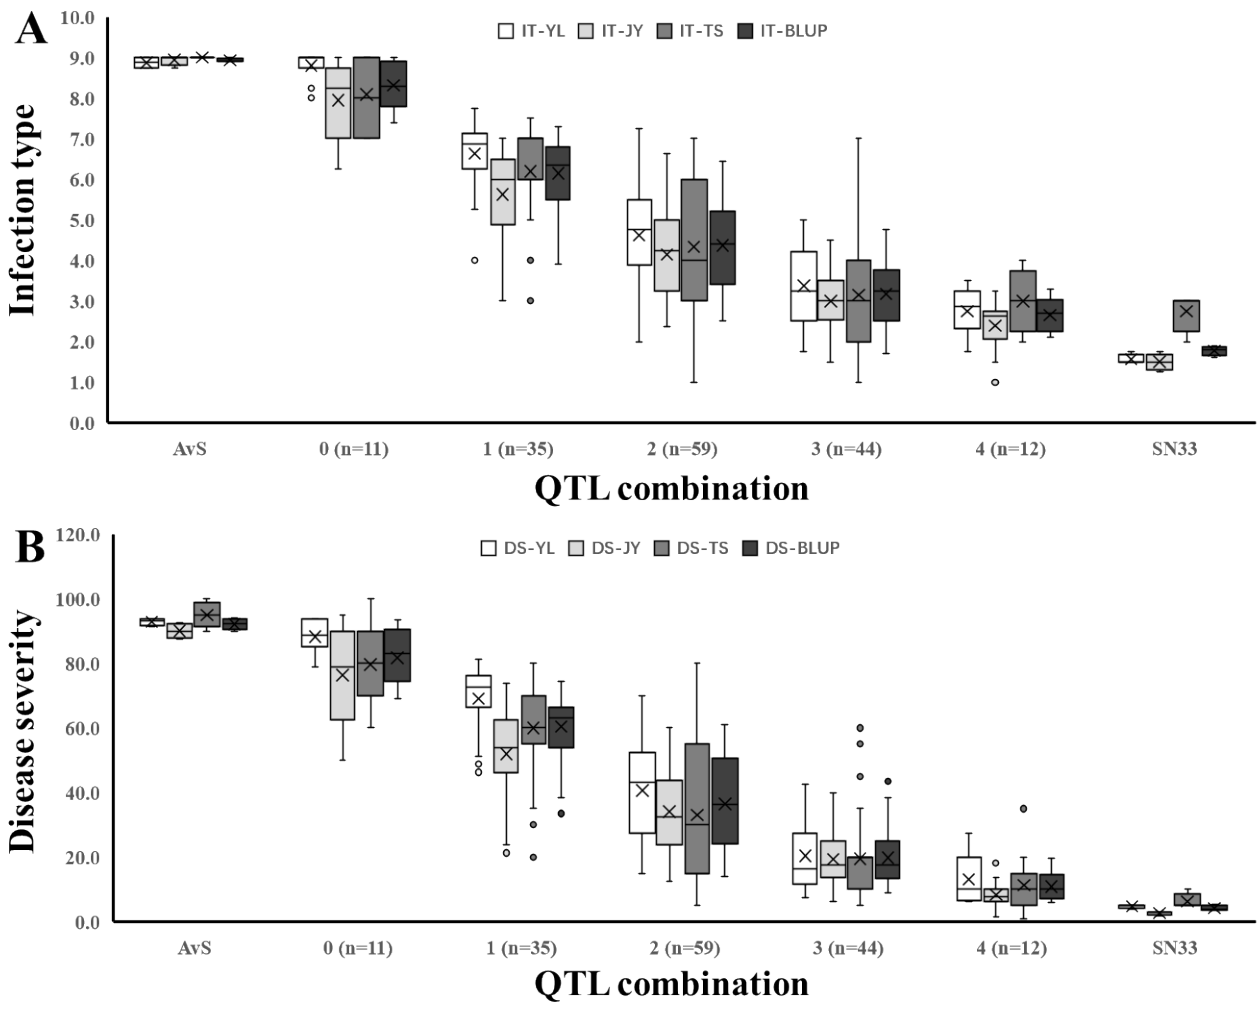 A
IT-YL IT-JY IT-TS IT-BLUP
Infection type
10.0
9.0
8.0
7.0
6.0
5.0
4.0
3.0
2.0
1.0
0.0
AvS 0 (n=11) 1 (n=35) 2 (n=59) 3 (n=44) 4 (n=12) SN33
QTL combination
B
DS-YL DS-JY DS-TS DS-BLUP
Disease severity
120.0
100.0
80.0
60.0
40.0
20.0
0.0
AvS 0 (n=11) 1 (n=35) 2 (n=59) 3 (n=44) 4 (n=12) SN33
QTL combination